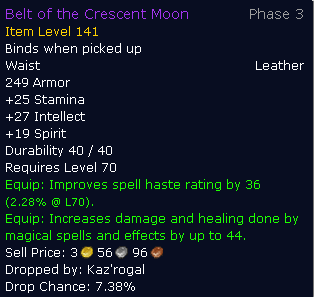 Belt of the Crescent Moon Phase 3
Item Level 141
Binds when picked up
Waist Leather
249 Armor
+25 Stamina
+27 Intellect
+19 Spirit
Durability 40 / 40
Requires Level 70
Equip: Improves spell haste rating by 36
(2.28% @ L70).
Equip: Increases damage and healing done by
magical spells and effects by up to 44.
Sell Price: 3 56 96
Dropped by: Kaz'rogal
Drop Chance: 7.38%